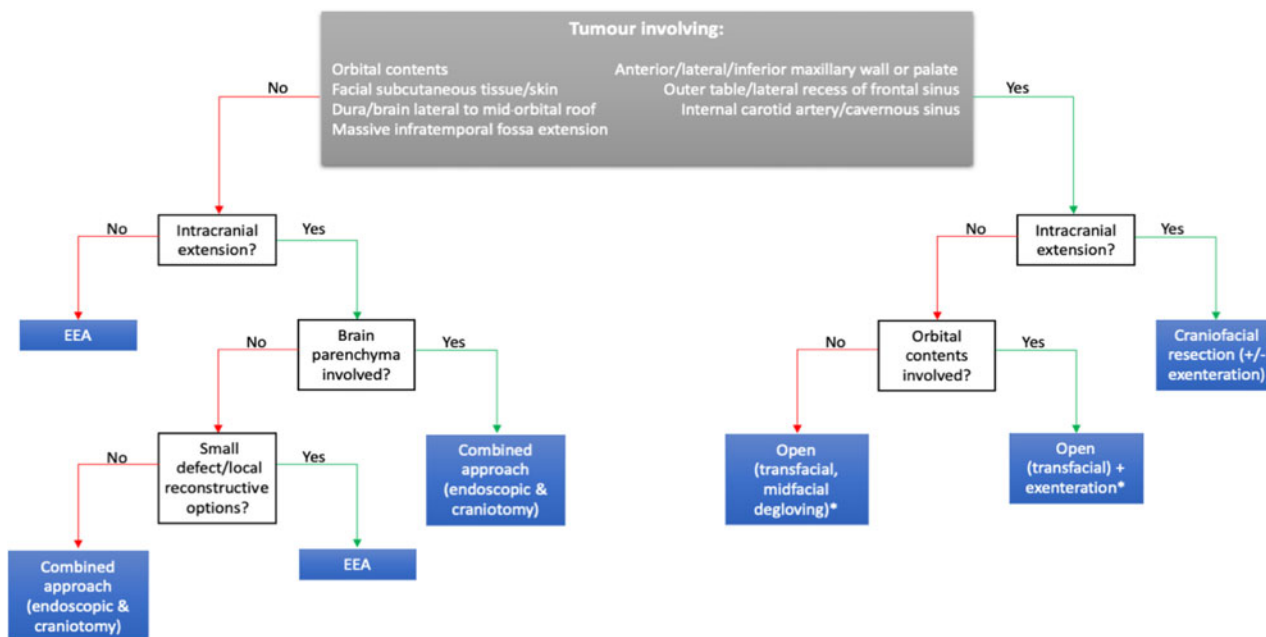 Tumour involving:
Orbital contents
Facial subcutaneous tissue/skin
Dura/brain lateral to mid-orbital roof
Massive infratemporal fossa extension
Anterior/lateral/inferior maxillary wall or palate
Outer table/lateral recess of frontal sinus
Internal carotid artery/cavernous sinus
No
Yes
No
Intracranial
extension?
Yes
No
Intracranial
extension?
Yes
EEA
No
Brain
parenchyma
involved?
Yes
No
Orbital
contents
involved?
Yes
Craniofacial
resection (+/-
exenteration)
No
Small
defect/local
reconstructive
options?
Yes
Combined
approach
(endoscopic &
craniotomy)
Open
(transfacial,
midfacial
degloving)*
Open
(transfacial) +
exenteration*
Combined
approach
(endoscopic &
craniotomy)
EEA